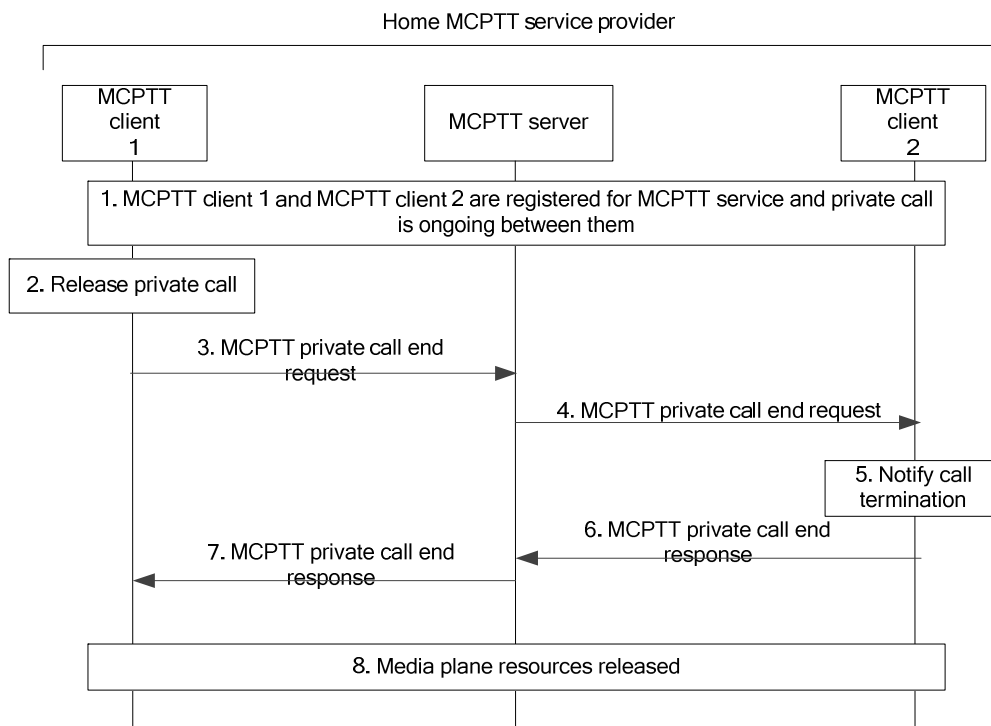 Home MCPTT service provider
MCPTT
client
1
MCPTT server
MCPTT
client
2
1. MCPTT client 1 and MCPTT client 2 are registered for MCPTT service and private call
is ongoing between them
2. Release private call
3. MCPTT private call end
request
4. MCPTT private call end request
5. Notify call
termination
6. MCPTT private call end
response
7. MCPTT private call end
response
8. Media plane resources released